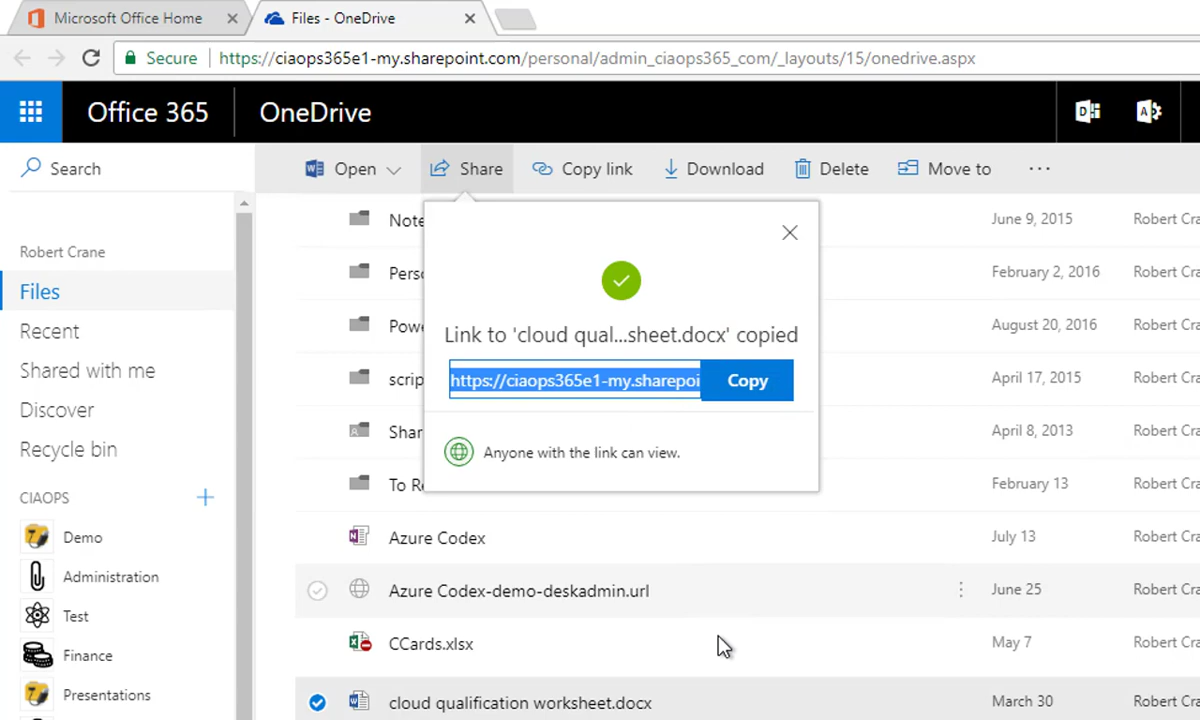 Microsoft Office Home
Files - OneDrive
Secure
https://ciaops365e1-my.sharepoint.com/personal/admin_ciaops365_com/_layouts/15/onedrive.aspx
Office 365
OneDrive
Search
Open
Share
Copy link
Download
Delete
Move to
Robert Crane
Files
Recent
Shared with me
Discover
Recycle bin
CIAOPS
Demo
Administration
Test
Finance
Presentations
Note
June 9, 2015
Robert Cra
Perso
February 2, 2016
Robert Cra
Powe
August 20, 2016
Robert Cra
scrip
April 17, 2015
Robert Cra
Shar
April 8, 2013
Robert Cra
To Re
February 13
Robert Cra
Link to 'cloud qual...sheet.docx' copied
https://ciaops365e1-my.sharepoi
Copy
Anyone with the link can view.
Azure Codex
July 13
Robert Cra
Azure Codex-demo-deskadmin.url
June 25
Robert Cra
CCards.xlsx
May 7
Robert Cra
cloud qualification worksheet.docx
March 30
Robert Cra